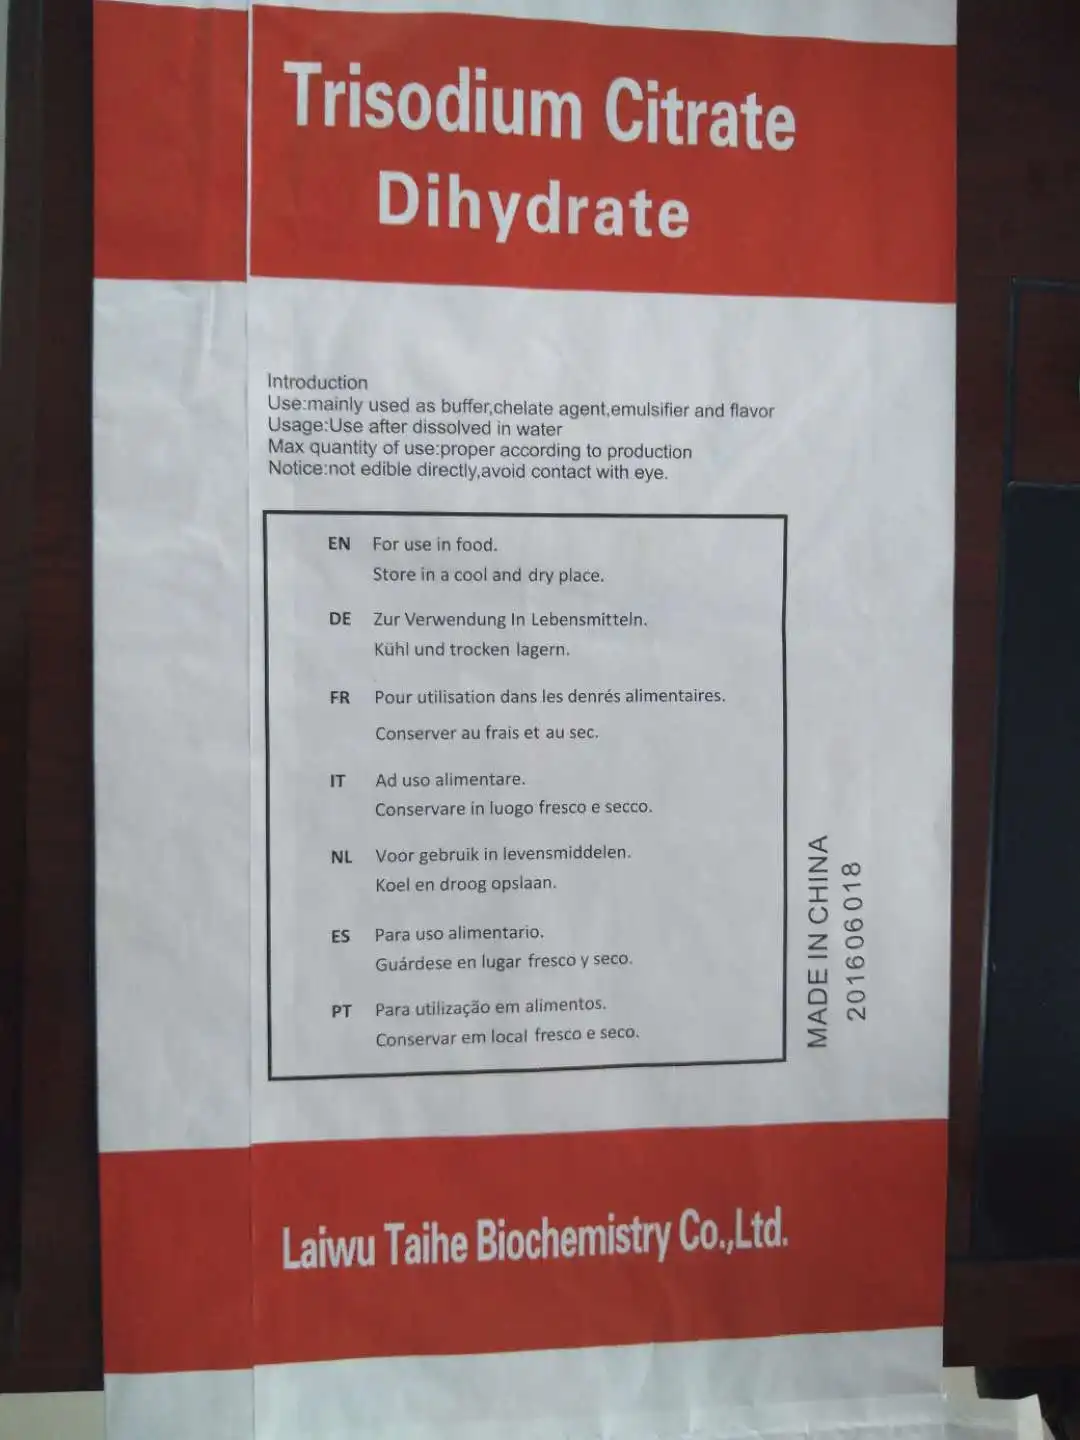 Trisodium Citrate
Dihydrate
Introduction
Use:mainly used as buffer,chelate agent,emulsifier and flavor
Usage:Use after dissolved in water
Max quantity of use:proper according to production
Notice:not edible directly,avoid contact with eye.
EN For use in food.
Store in a cool and dry place.
DE Zur Verwendung In Lebensmitteln.
Kühl und trocken lagern.
FR Pour utilisation dans les denrés alimentaires.
Conserver au frais et au sec.
IT Ad uso alimentare.
Conservare in luogo fresco e secco.
NL Voor gebruik in levensmiddelen.
Koel en droog opslaan.
ES Para uso alimentario.
Guárdese en lugar fresco y seco.
PT Para utilização em alimentos.
Conservar em local fresco e seco.
MADE IN CHINA
201606018
Laiwu Taihe Biochemistry Co.,Ltd.